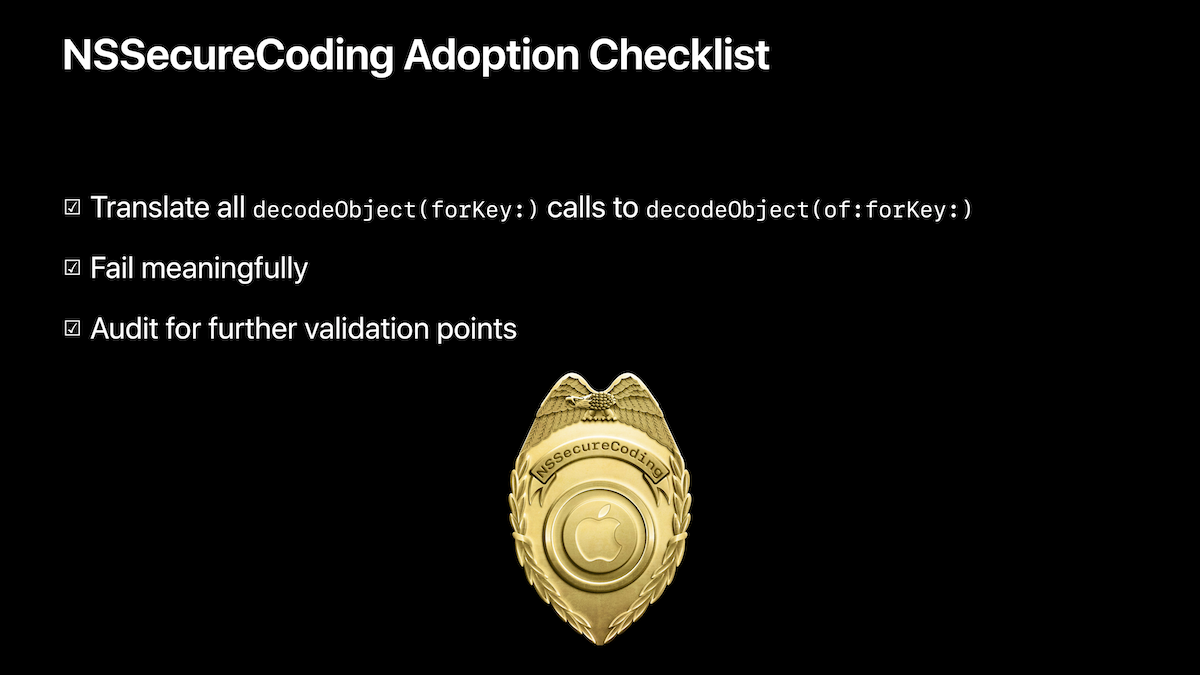 NSSecureCoding Adoption Checklist
☑ Translate all decodeObject(forKey:) calls to decodeObject(of:forKey:)
☑ Fail meaningfully
☑ Audit for further validation points
NSSecureCoding